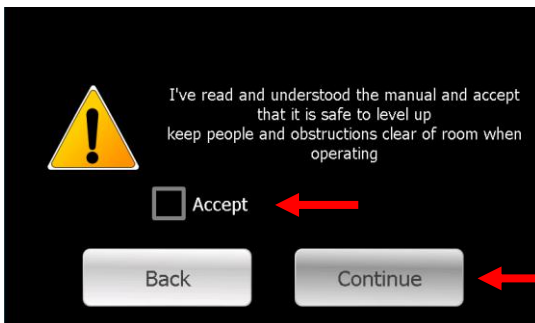 I've read and understood the manual and accept
that it is safe to level up
keep people and obstructions clear of room when
operating
Accept
Back
Continue